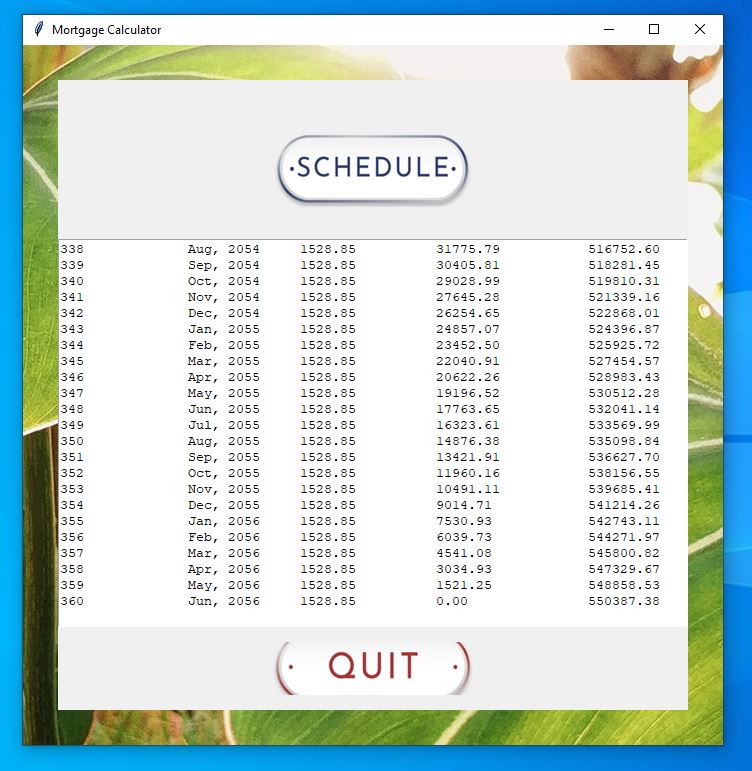 Mortgage Calculator
SCHEDULE
338 Aug, 2054 1528.85 31775.79 516752.60
339 Sep, 2054 1528.85 30405.81 518281.45
340 Oct, 2054 1528.85 29028.99 519810.31
341 Nov, 2054 1528.85 27645.28 521339.16
342 Dec, 2054 1528.85 26254.65 522868.01
343 Jan, 2055 1528.85 24857.07 524396.87
344 Feb, 2055 1528.85 23452.50 525925.72
345 Mar, 2055 1528.85 22040.91 527454.57
346 Apr, 2055 1528.85 20622.26 528983.43
347 May, 2055 1528.85 19196.52 530512.28
348 Jun, 2055 1528.85 17763.65 532041.14
349 Jul, 2055 1528.85 16323.61 533569.99
350 Aug, 2055 1528.85 14876.38 535098.84
351 Sep, 2055 1528.85 13421.91 536627.70
352 Oct, 2055 1528.85 11960.16 538156.55
353 Nov, 2055 1528.85 10491.11 539685.41
354 Dec, 2055 1528.85 9014.71 541214.26
355 Jan, 2056 1528.85 7530.93 542743.11
356 Feb, 2056 1528.85 6039.73 544271.97
357 Mar, 2056 1528.85 4541.08 545800.82
358 Apr, 2056 1528.85 3034.93 547329.67
359 May, 2056 1528.85 1521.25 548858.53
360 Jun, 2056 1528.85 0.00 550387.38
QUIT